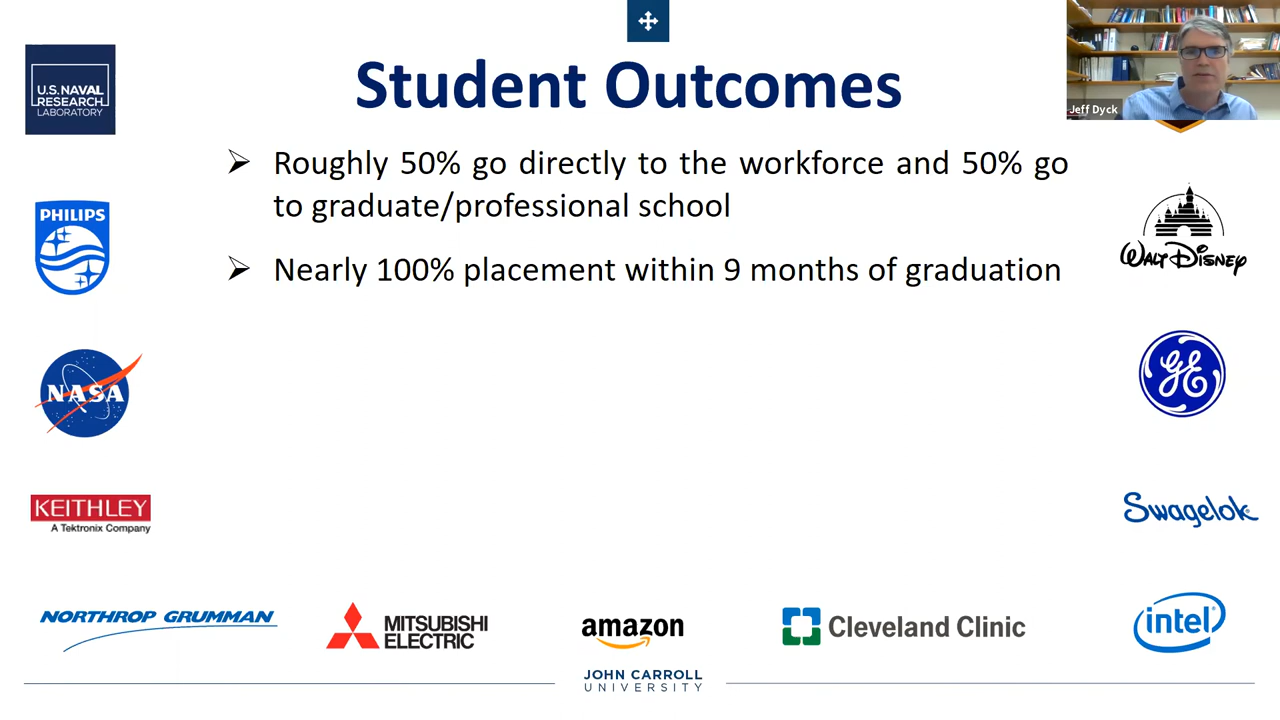 Student Outcomes
U.S. NAVAL
RESEARCH
LABORATORY
Jeff Dyck
➢ Roughly 50% go directly to the workforce and 50% go
to graduate/professional school
➢ Nearly 100% placement within 9 months of graduation
PHILIPS
WALT DISNEY
NASA
GE
KEITHLEY
A Tektronix Company
Swagelok
NORTHROP GRUMMAN
MITSUBISHI
ELECTRIC
amazon
Cleveland Clinic
intel
JOHN CARROLL
UNIVERSITY